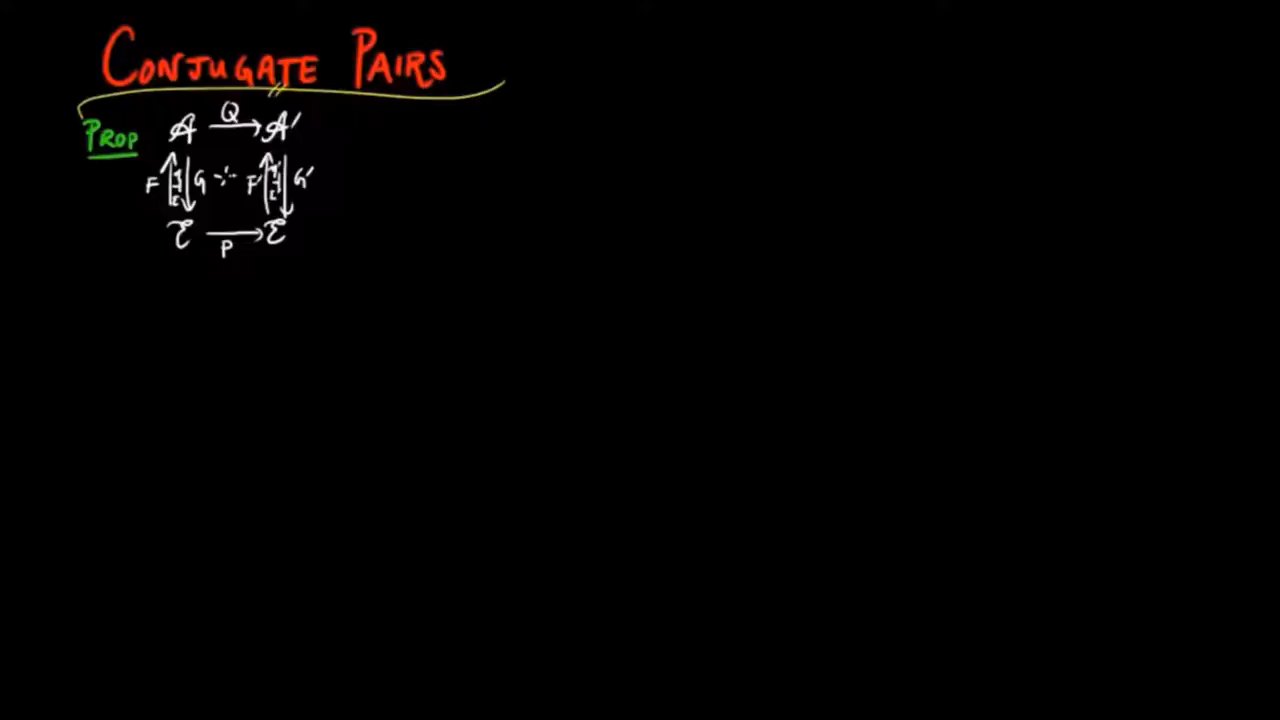 CONJUGATE PAIRS
PROP
A Q A'
F G F' G'
E P E